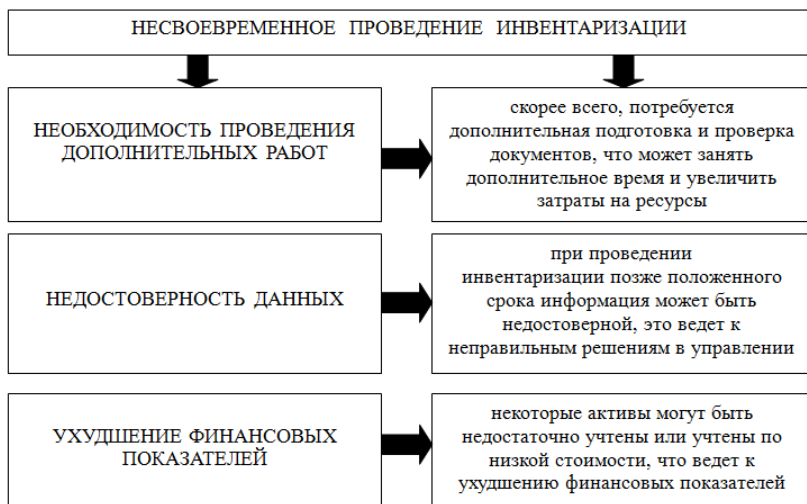 НЕСВОЕВРЕМЕННОЕ ПРОВЕДЕНИЕ ИНВЕНТАРИЗАЦИИ
НЕОБХОДИМОСТЬ ПРОВЕДЕНИЯ
ДОПОЛНИТЕЛЬНЫХ РАБОТ
скорее всего, потребуется
дополнительная подготовка и проверка
документов, что может занять
дополнительное время и увеличить
затраты на ресурсы
НЕДОСТОВЕРНОСТЬ ДАННЫХ
при проведении
инвентаризации позже положенного
срока информация может быть
недостоверной, это ведет к
неправильным решениям в управлении
УХУДШЕНИЕ ФИНАНСОВЫХ
ПОКАЗАТЕЛЕЙ
некоторые активы могут быть
недостаточно учтены или учтены по
низкой стоимости, что ведет к
ухудшению финансовых показателей